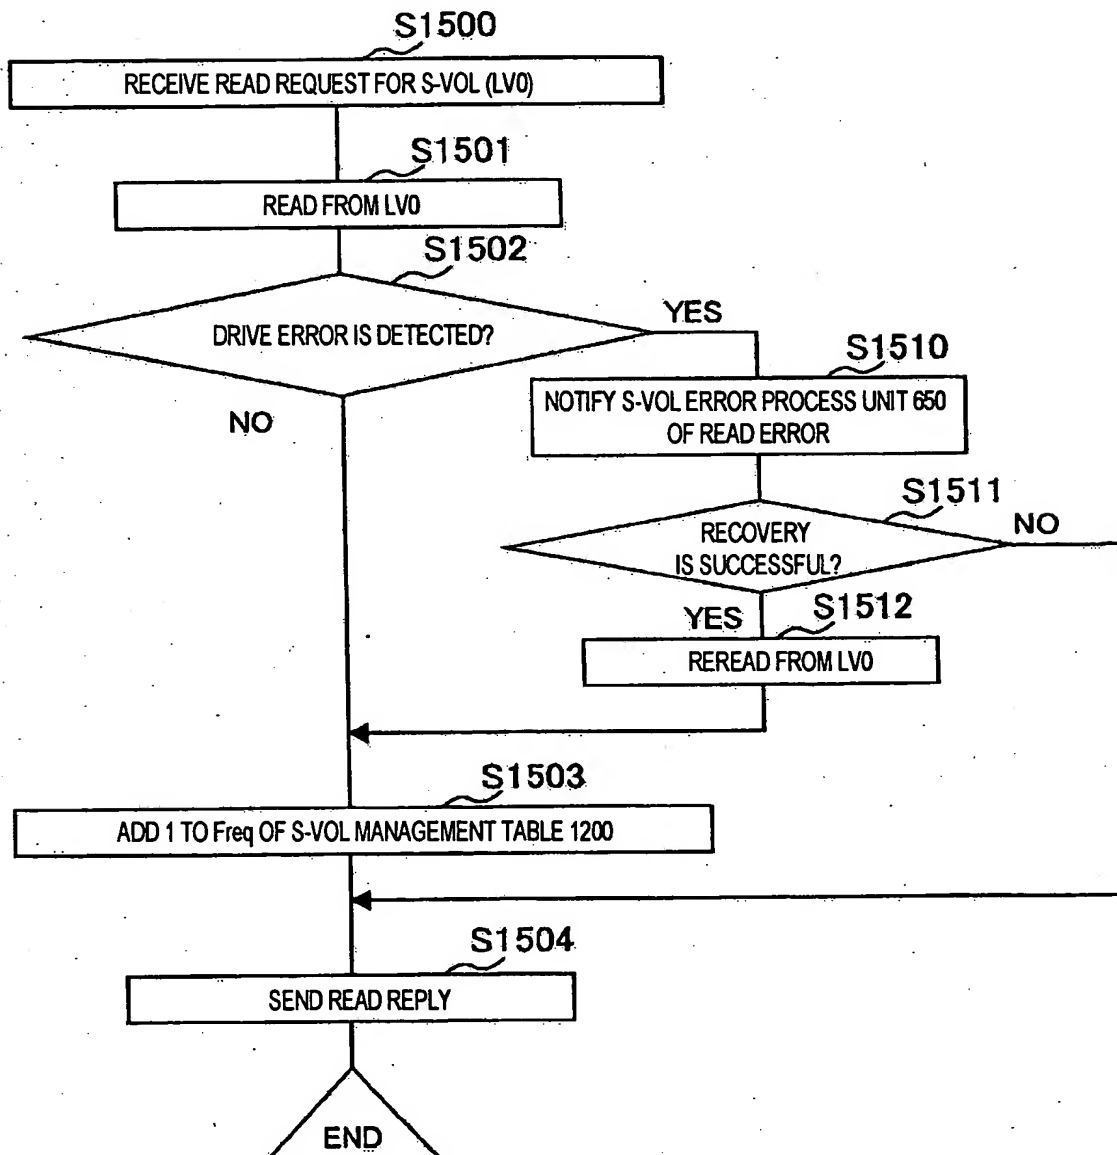 S1500
RECEIVE READ REQUEST FOR S-VOL (LV0)
S1501
READ FROM LV0
S1502
DRIVE ERROR IS DETECTED?
YES
NO
S1510
NOTIFY S-VOL ERROR PROCESS UNIT 650
OF READ ERROR
S1511
RECOVERY
IS SUCCESSFUL?
NO
YES
S1512
REREAD FROM LV0
S1503
ADD 1 TO Freq OF S-VOL MANAGEMENT TABLE 1200
S1504
SEND READ REPLY
END